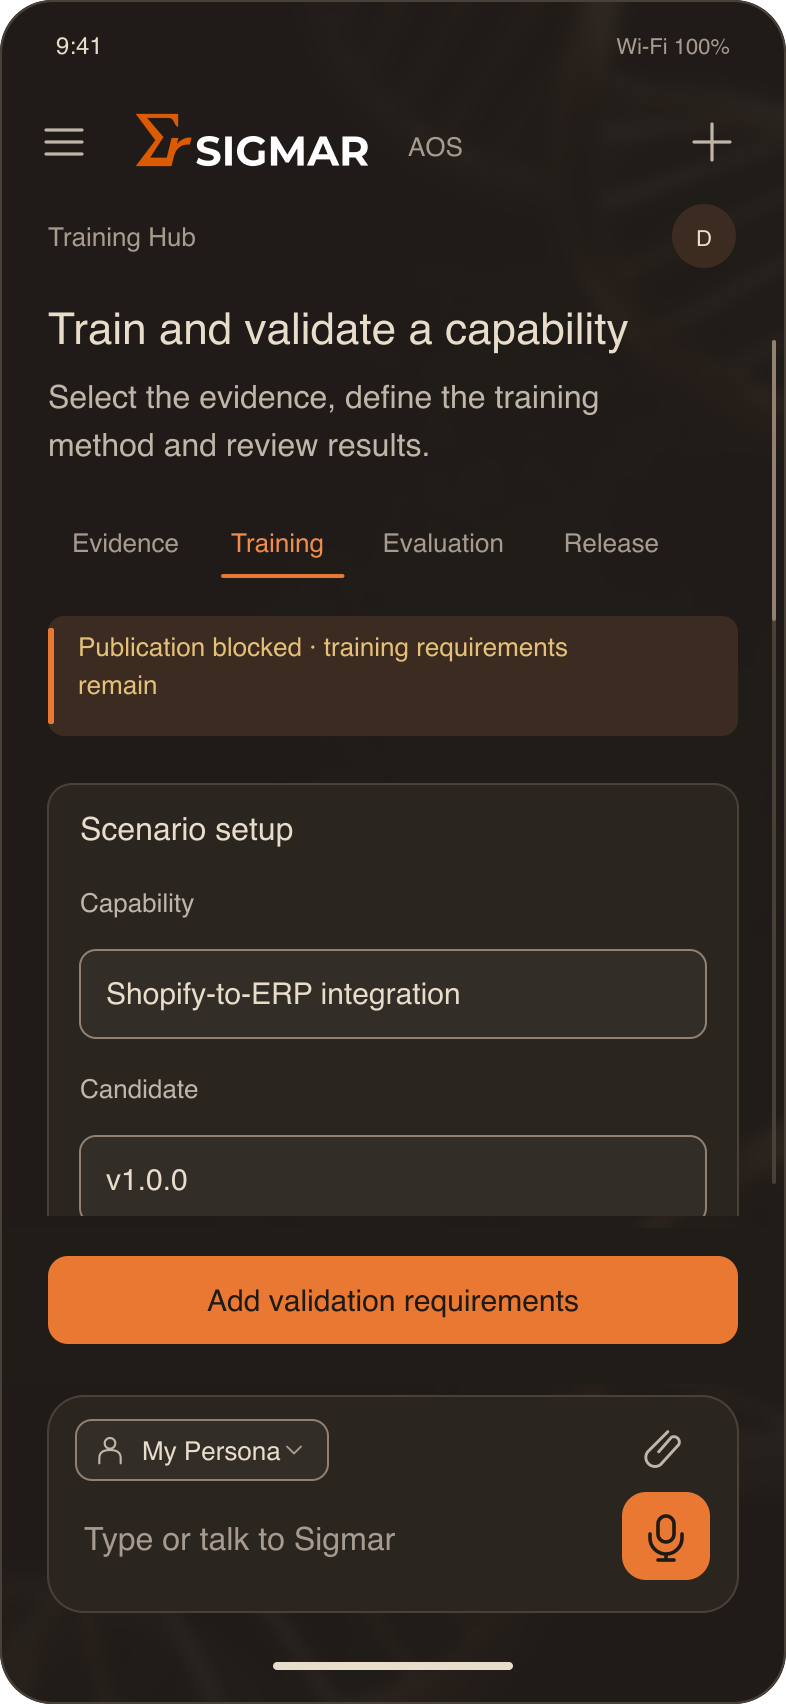 9:41
Wi-Fi 100%
Σr SIGMAR
AOS
Training Hub
D
Train and validate a capability
Select the evidence, define the training
method and review results.
Evidence
Training
Evaluation
Release
Publication blocked · training requirements
remain
Scenario setup
Capability
Shopify-to-ERP integration
Candidate
v1.0.0
Add validation requirements
My Persona
Type or talk to Sigmar